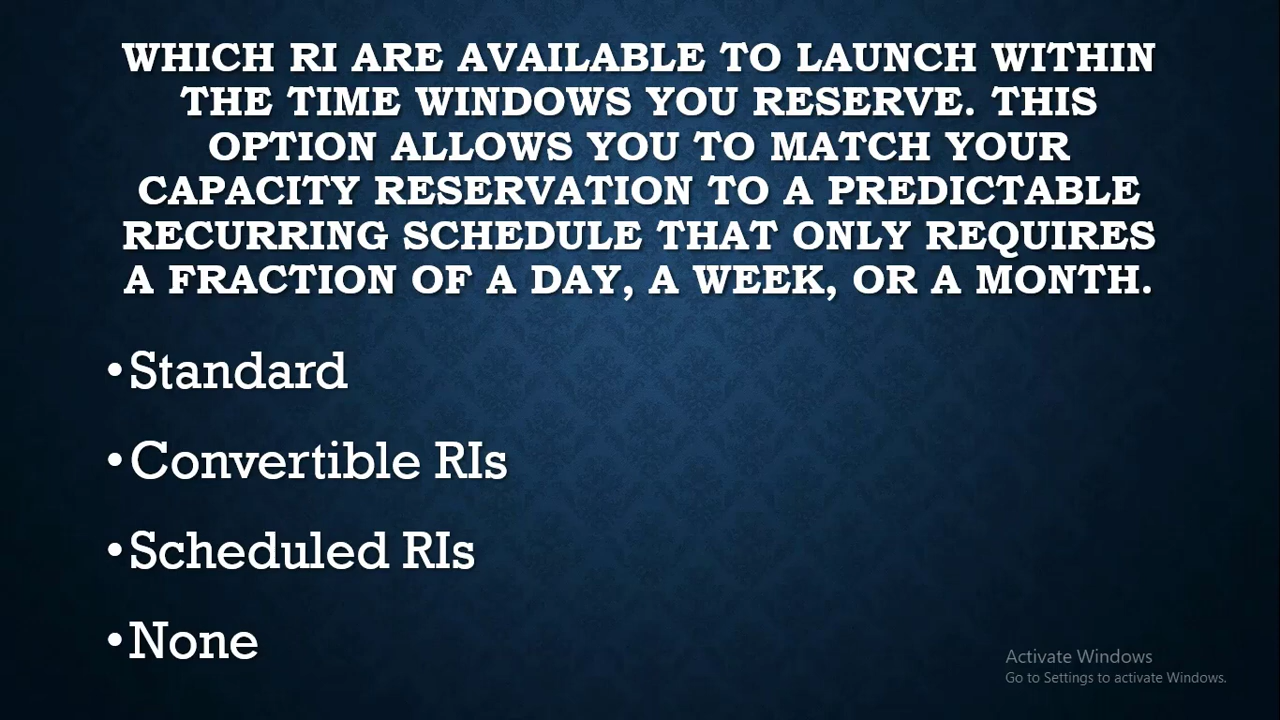 WHICH RI ARE AVAILABLE TO LAUNCH WITHIN
THE TIME WINDOWS YOU RESERVE. THIS
OPTION ALLOWS YOU TO MATCH YOUR
CAPACITY RESERVATION TO A PREDICTABLE
RECURRING SCHEDULE THAT ONLY REQUIRES
A FRACTION OF A DAY, A WEEK, OR A MONTH.
•Standard
•Convertible RIs
•Scheduled RIs
•None
Activate Windows
Go to Settings to activate Windows.